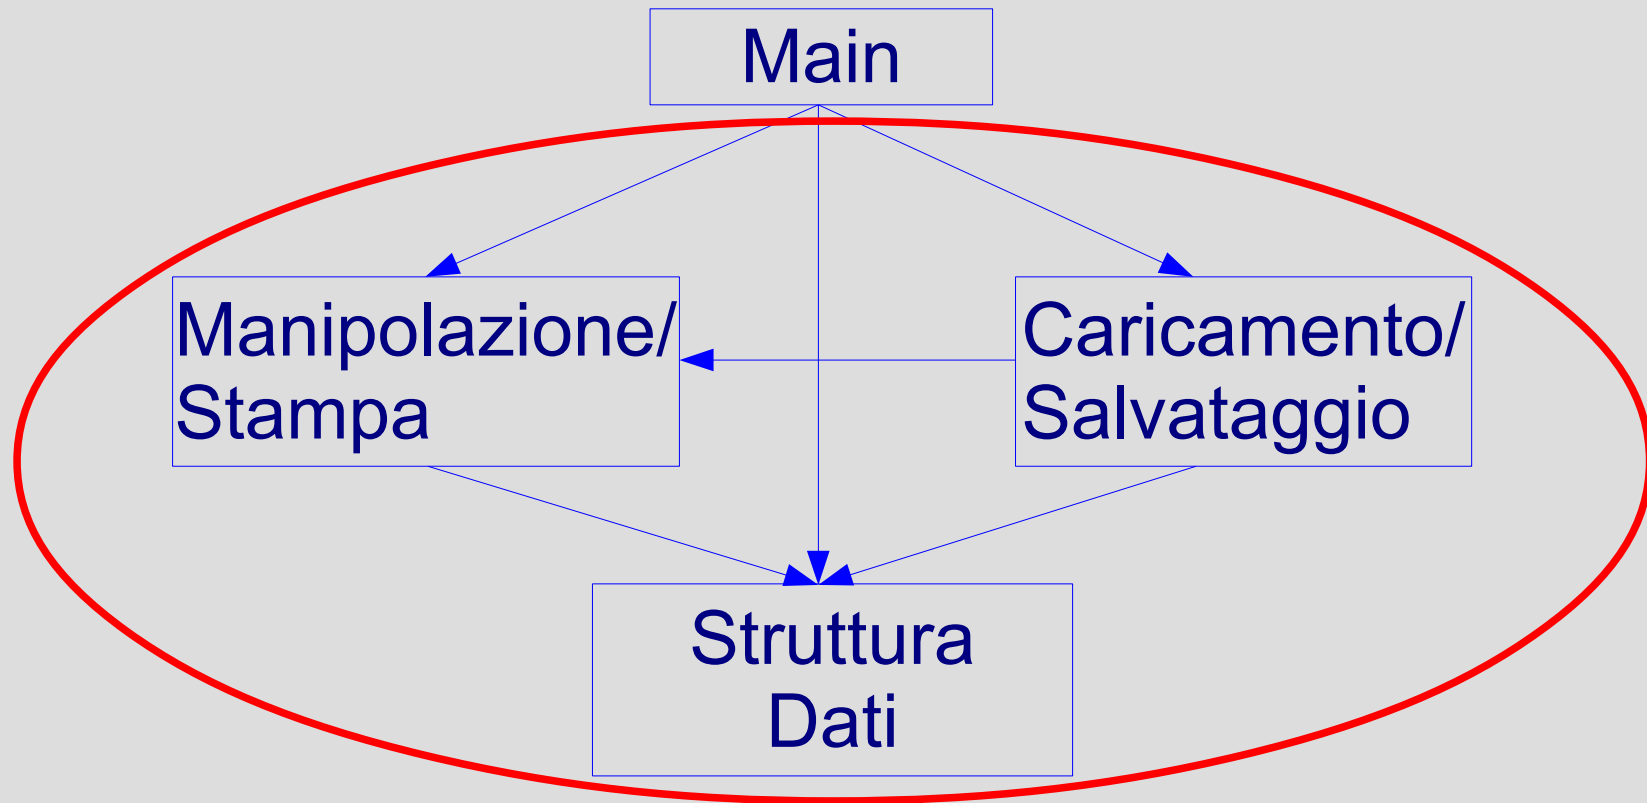 Main
Manipolazione/
Stampa
Caricamento/
Salvataggio
Struttura
Dati